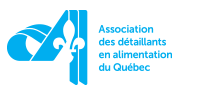 Association
des détaillants
en alimentation
du Québec